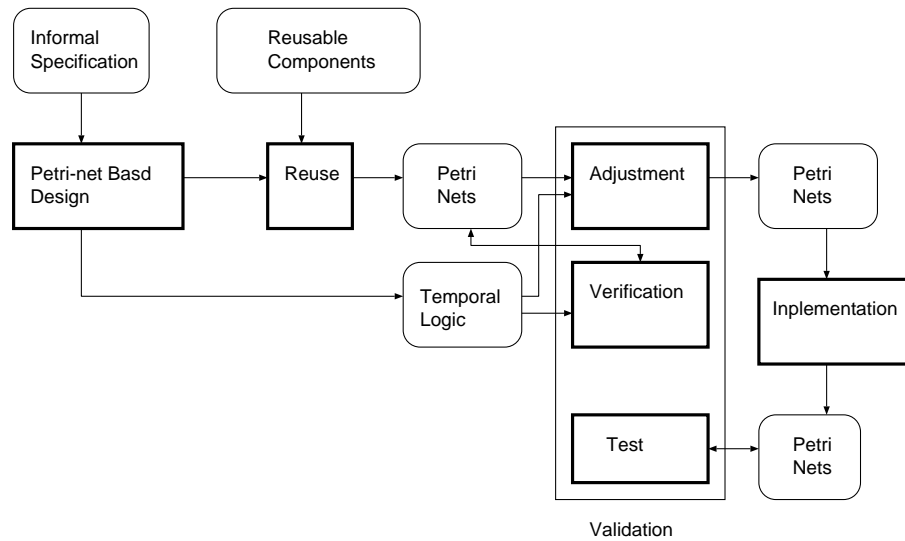 Informal
Specification
Reusable
Components
Petri-net Basd
Design
Reuse
Petri
Nets
Adjustment
Petri
Nets
Temporal
Logic
Verification
Inplementation
Test
Petri
Nets
Validation